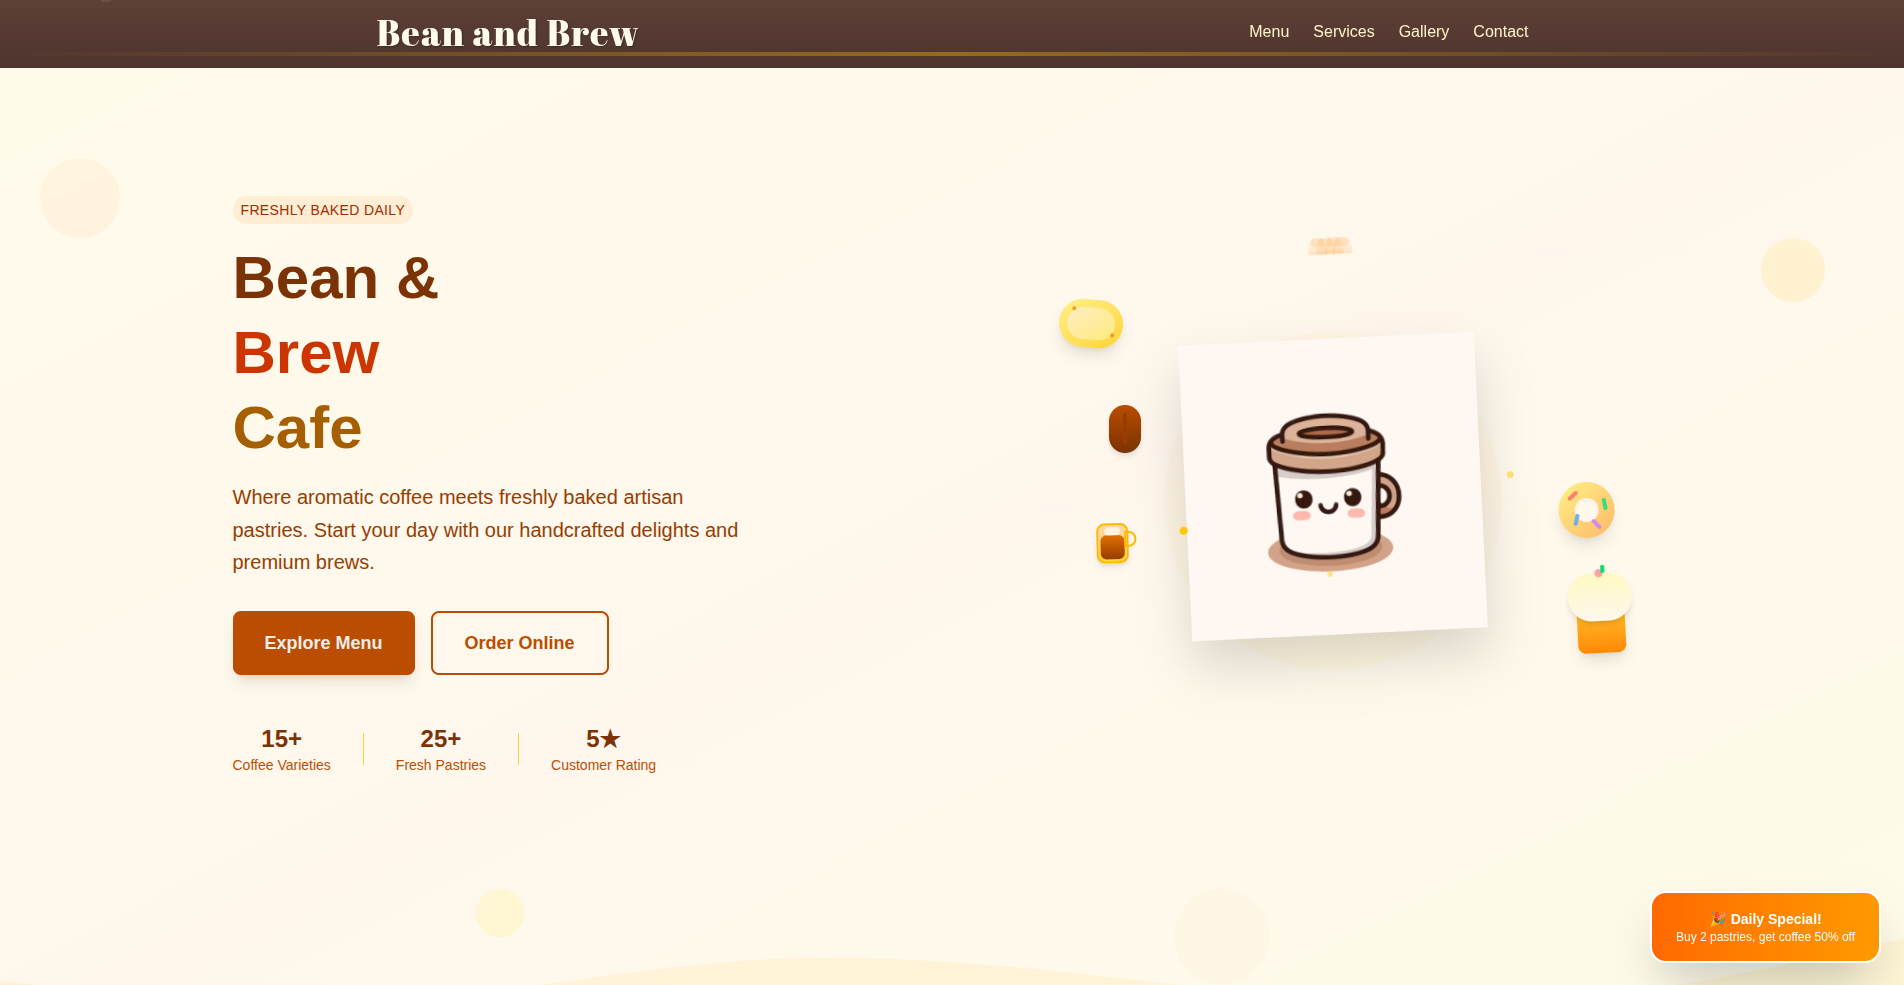 Bean and Brew
Menu Services Gallery Contact
FRESHLY BAKED DAILY
Bean &
Brew
Cafe
Where aromatic coffee meets freshly baked artisan
pastries. Start your day with our handcrafted delights and
premium brews.
Explore Menu Order Online
15+ 25+ 5★
Coffee Varieties Fresh Pastries Customer Rating
🎉 Daily Special!
Buy 2 pastries, get coffee 50% off